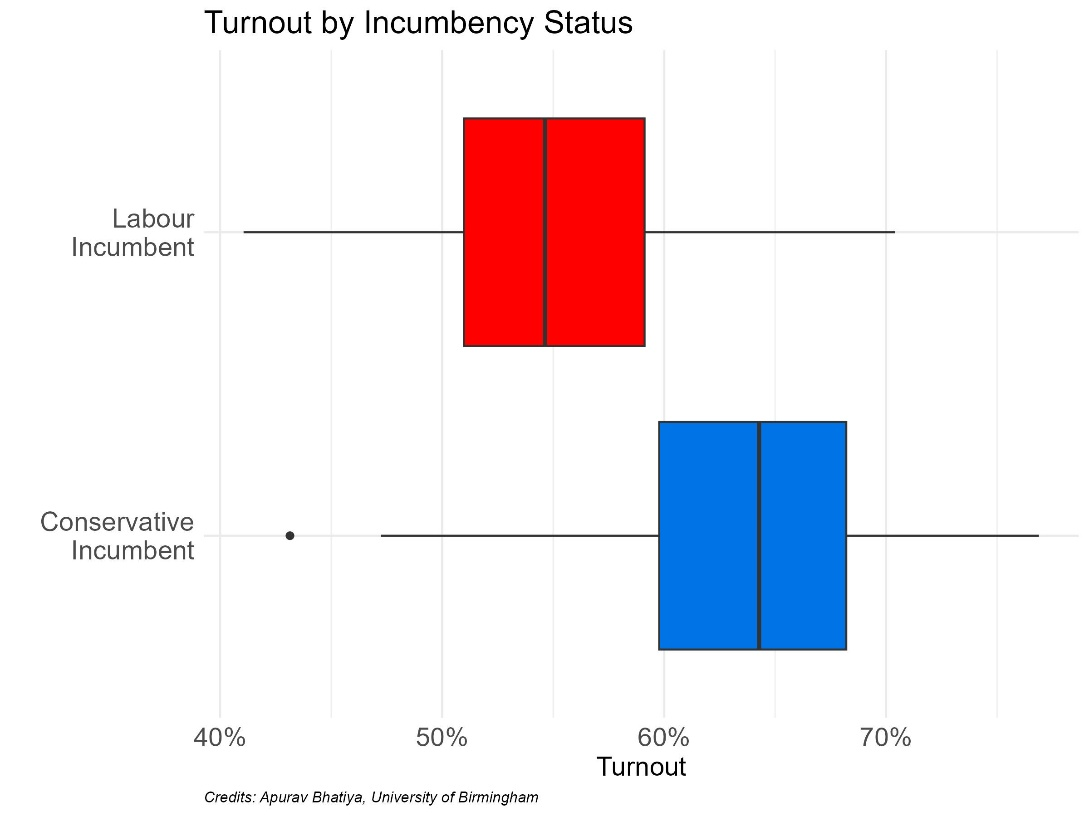 Turnout by Incumbency Status
Labour
Incumbent
Conservative
Incumbent
40% 50% 60% 70%
Turnout
Credits: Apurav Bhatiya, University of Birmingham